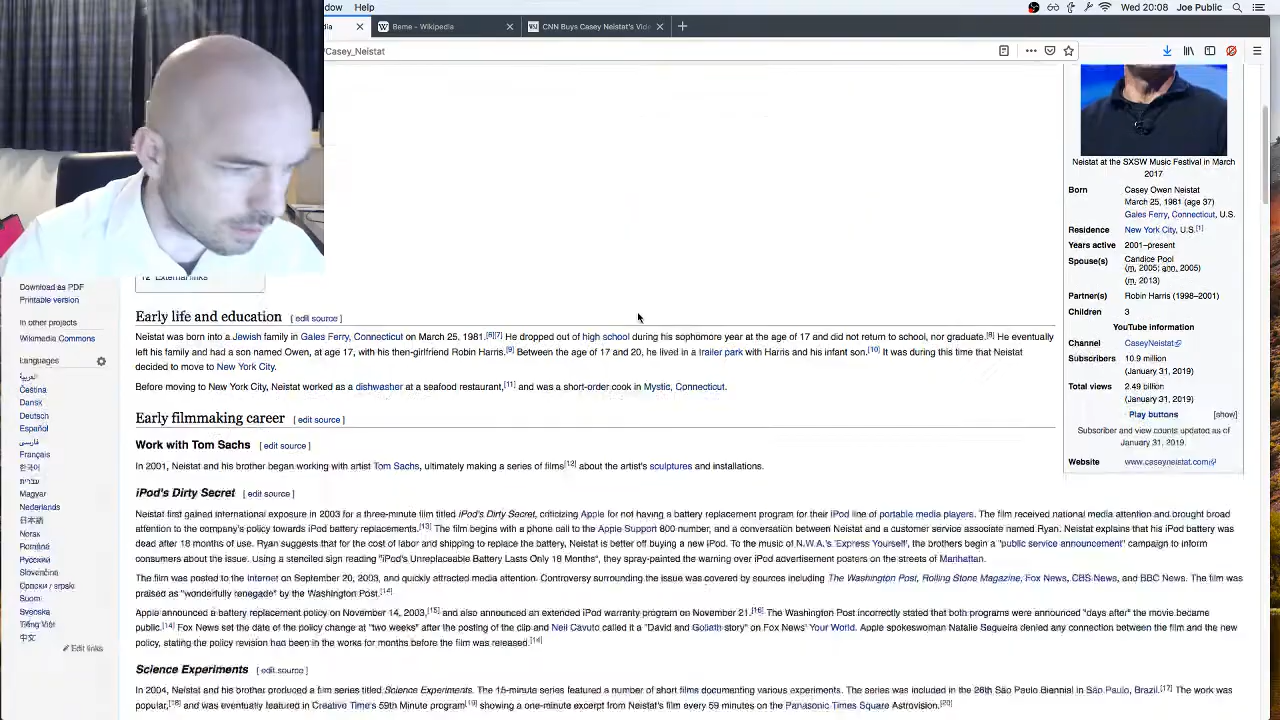 dow Help Wed 20:08 Joe Public
dia Beme - Wikipedia CNN Buys Casey Neistat's Vid
/Casey_Neistat
Neistat at the SXSW Music Festival in March
2017
Born Casey Owen Neistat
March 25, 1981 (age 37)
Gales Ferry, Connecticut, U.S.
Residence New York City, U.S.[1]
Years active 2001–present
Spouse(s) Candice Pool
(m. 2005; ann. 2005)
(m. 2013)
Partner(s) Robin Harris (1998–2001)
Children 3
YouTube information
Channel CaseyNeistat
Subscribers 10.9 million
(January 31, 2019)
Total views 2.49 billion
(January 31, 2019)
Play buttons [show]
Subscriber and view counts updated as of
January 31, 2019.
Website www.caseyneistat.com
Download as PDF
Printable version
In other projects
Wikimedia Commons
Languages
العربية
Čeština
Dansk
Deutsch
Español
فارسی
Français
한국어
עברית
Magyar
Nederlands
日本語
Norsk
Română
Русский
Slovenčina
Српски / srpski
Suomi
Svenska
Tiếng Việt
中文
Edit links
12 External links
Early life and education [ edit source ]
Neistat was born into a Jewish family in Gales Ferry, Connecticut on March 25, 1981.[6][7] He dropped out of high school during his sophomore year at the age of 17 and did not return to school, nor graduate.[8] He eventually
left his family and had a son named Owen, at age 17, with his then-girlfriend Robin Harris.[9] Between the age of 17 and 20, he lived in a trailer park with Harris and his infant son.[10] It was during this time that Neistat
decided to move to New York City.
Before moving to New York City, Neistat worked as a dishwasher at a seafood restaurant,[11] and was a short-order cook in Mystic, Connecticut.
Early filmmaking career [ edit source ]
Work with Tom Sachs [ edit source ]
In 2001, Neistat and his brother began working with artist Tom Sachs, ultimately making a series of films[12] about the artist's sculptures and installations.
iPod's Dirty Secret [ edit source ]
Neistat first gained international exposure in 2003 for a three-minute film titled iPod's Dirty Secret, criticizing Apple for not having a battery replacement program for their iPod line of portable media players. The film received national media attention and brought broad
attention to the company's policy towards iPod battery replacements.[13] The film begins with a phone call to the Apple Support 800 number, and a conversation between Neistat and a customer service associate named Ryan. Neistat explains that his iPod battery was
dead after 18 months of use. Ryan suggests that for the cost of labor and shipping to replace the battery, Neistat is better off buying a new iPod. To the music of N.W.A.'s 'Express Yourself', the brothers begin a "public service announcement" campaign to inform
consumers about the issue. Using a stenciled sign reading "iPod's Unreplaceable Battery Lasts Only 18 Months", they spray-painted the warning over iPod advertisement posters on the streets of Manhattan.
The film was posted to the Internet on September 20, 2003, and quickly attracted media attention. Controversy surrounding the issue was covered by sources including The Washington Post, Rolling Stone Magazine, Fox News, CBS News, and BBC News. The film was
praised as "wonderfully renegade" by the Washington Post.[14]
Apple announced a battery replacement policy on November 14, 2003,[15] and also announced an extended iPod warranty program on November 21.[16] The Washington Post incorrectly stated that both programs were announced "days after" the movie became
public.[14] Fox News set the date of the policy change at "two weeks" after the posting of the clip and Neil Cavuto called it a "David and Goliath story" on Fox News' Your World. Apple spokeswoman Natalie Sequeira denied any connection between the film and the new
policy, stating the policy revision had been in the works for months before the film was released.[14]
Science Experiments [ edit source ]
In 2004, Neistat and his brother produced a film series titled Science Experiments. The 15-minute series featured a number of short films documenting various experiments. The series was included in the 26th São Paulo Biennial in São Paulo, Brazil.[17] The work was
popular,[18] and was eventually featured in Creative Time's 59th Minute program[19] showing a one-minute excerpt from Neistat's film every 59 minutes on the Panasonic Times Square Astrovision.[20]